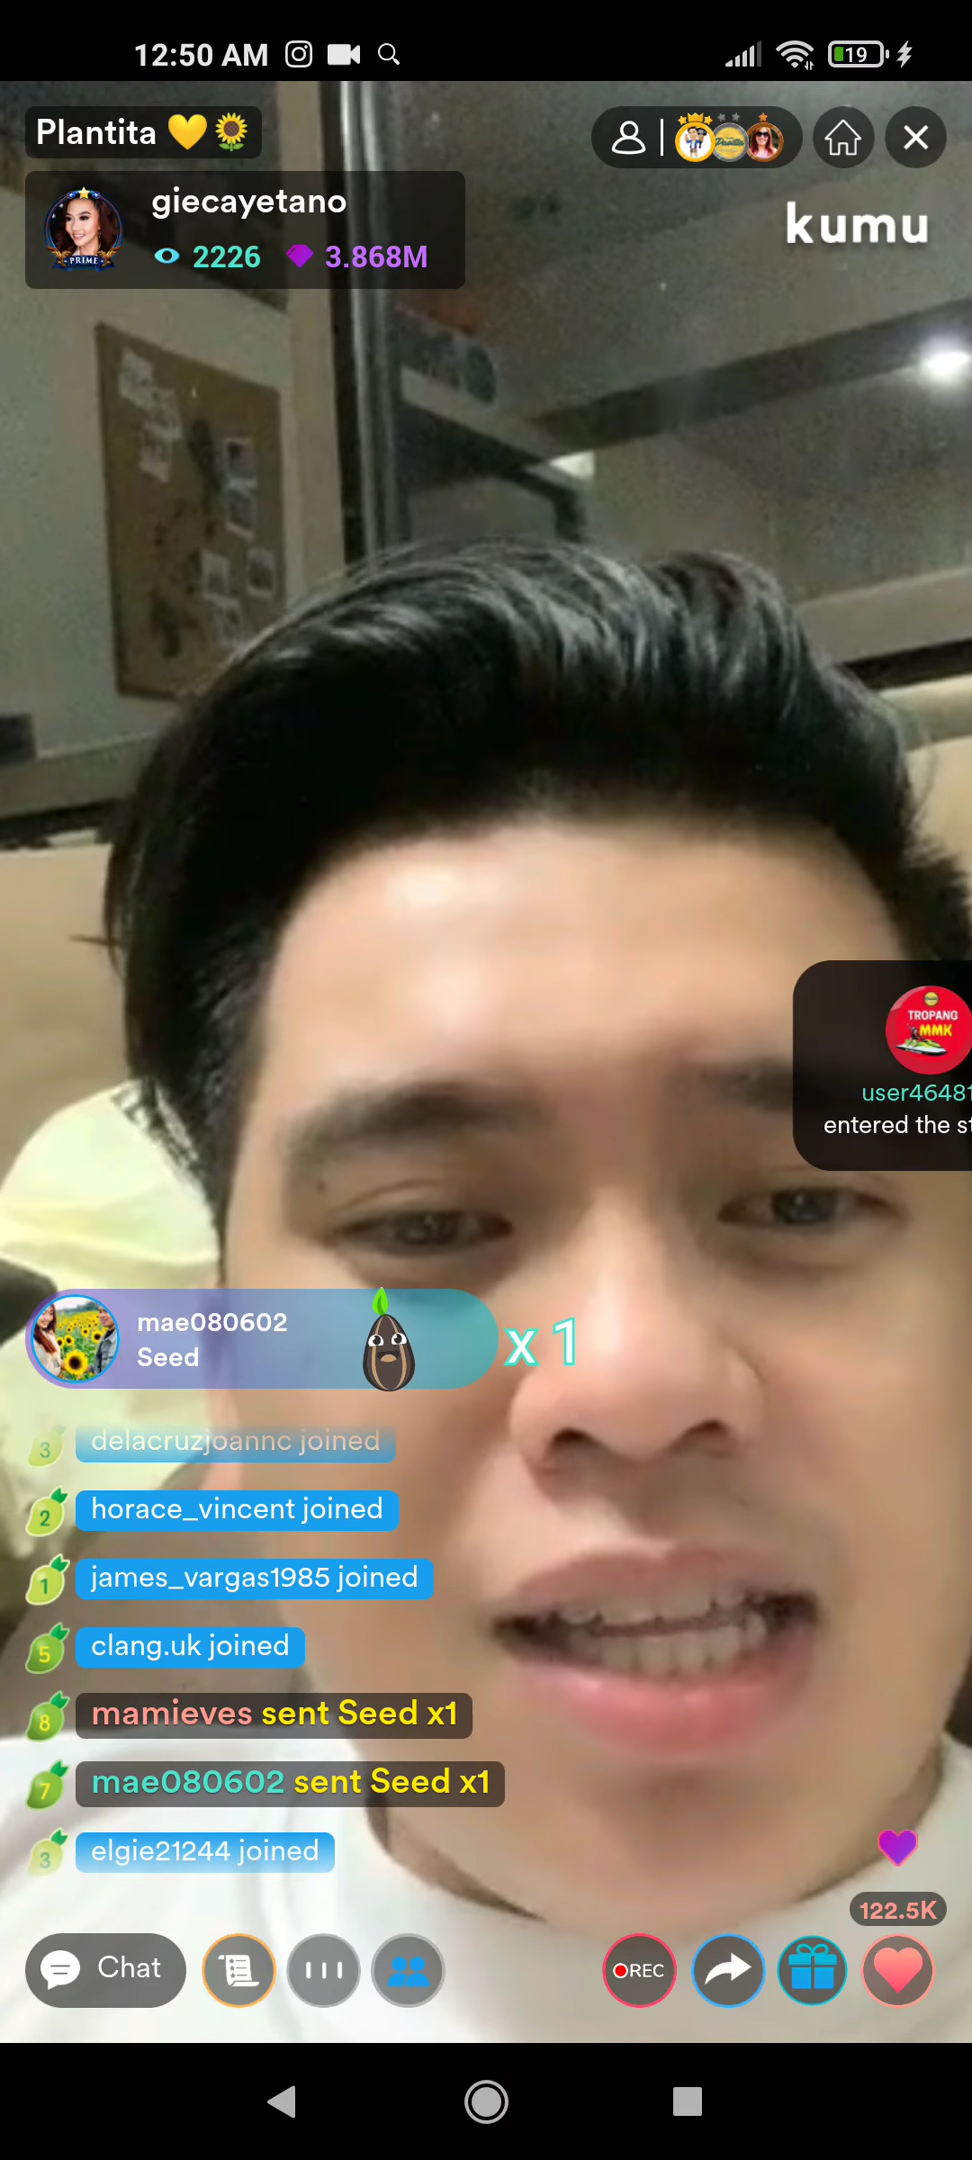 12:50 AM
19
Plantita 💛🌻
giecayetano
PRIME
2226 3.868M
kumu
TROPANG
MMK
user46481
entered the st
mae080602
Seed
x 1
3 delacruzjoannc joined
2 horace_vincent joined
1 james_vargas1985 joined
5 clang.uk joined
8 mamieves sent Seed x1
7 mae080602 sent Seed x1
3 elgie21244 joined
122.5K
Chat
REC